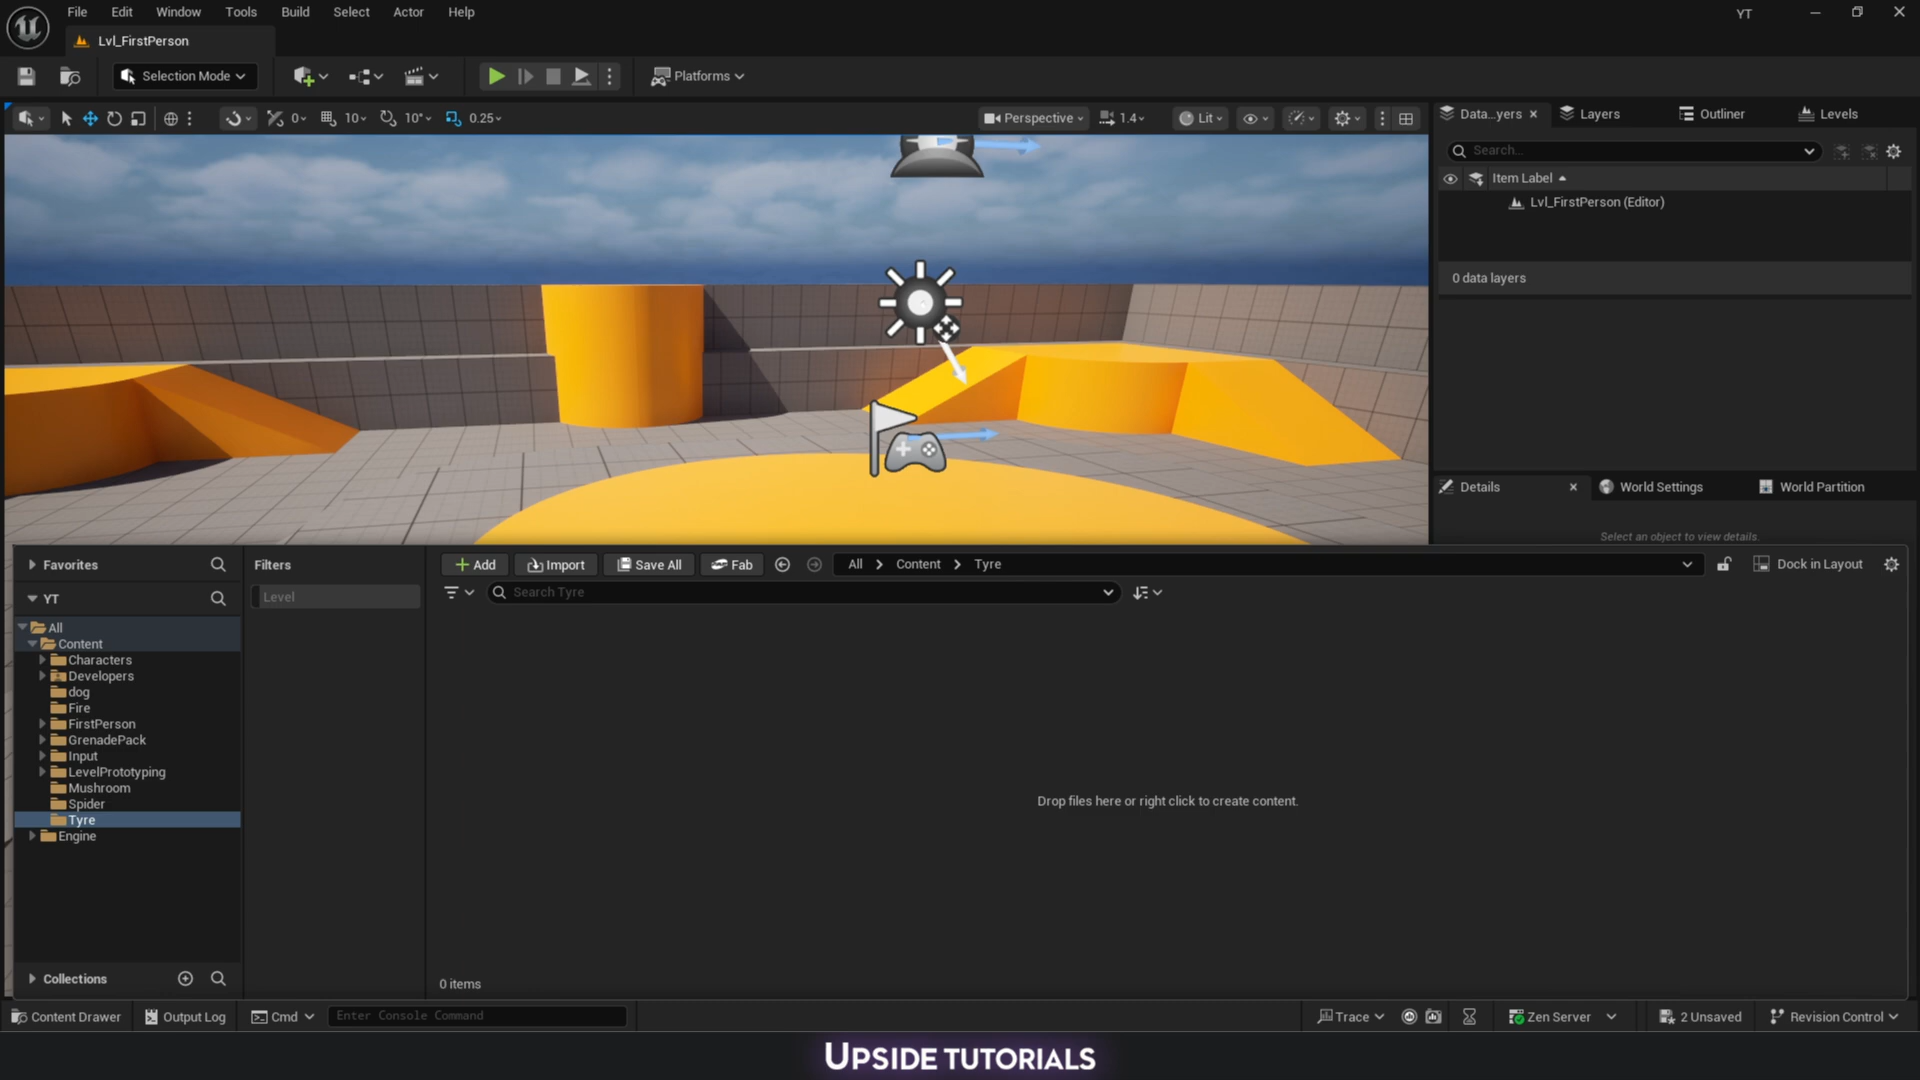 File Edit Window Tools Build Select Actor Help
YT
Lvl_FirstPerson
Selection Mode
Platforms
0
10
10°
0.25
Perspective
1.4
Lit
Data...yers
Layers
Outliner
Levels
Search...
Item Label
Lvl_FirstPerson (Editor)
0 data layers
Details
World Settings
World Partition
Select an object to view details.
Favorites
YT
All
Content
Characters
Developers
dog
Fire
FirstPerson
GrenadePack
Input
LevelPrototyping
Mushroom
Spider
Tyre
Engine
Collections
Filters
Level
Add
Import
Save All
Fab
All > Content > Tyre
Dock in Layout
Search Tyre
Drop files here or right click to create content.
0 items
Content Drawer
Output Log
Cmd
Enter Console Command
Trace
Zen Server
2 Unsaved
Revision Control
UPSIDE TUTORIALS